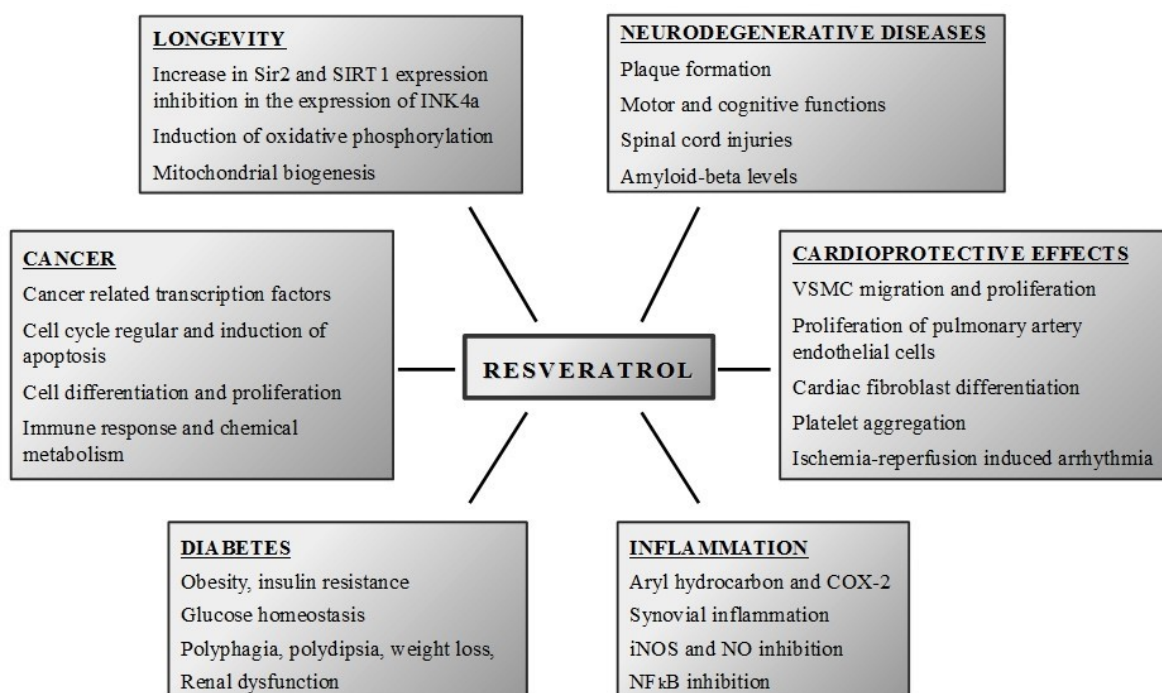 LONGEVITY
Increase in Sir2 and SIRT1 expression
inhibition in the expression of INK4a
Induction of oxidative phosphorylation
Mitochondrial biogenesis
NEURODEGENERATIVE DISEASES
Plaque formation
Motor and cognitive functions
Spinal cord injuries
Amyloid-beta levels
CANCER
Cancer related transcription factors
Cell cycle regular and induction of
apoptosis
Cell differentiation and proliferation
Immune response and chemical
metabolism
RESVERATROL
CARDIOPROTECTIVE EFFECTS
VSMC migration and proliferation
Proliferation of pulmonary artery
endothelial cells
Cardiac fibroblast differentiation
Platelet aggregation
Ischemia-reperfusion induced arrhythmia
DIABETES
Obesity, insulin resistance
Glucose homeostasis
Polyphagia, polydipsia, weight loss,
Renal dysfunction
INFLAMMATION
Aryl hydrocarbon and COX-2
Synovial inflammation
iNOS and NO inhibition
NFκB inhibition